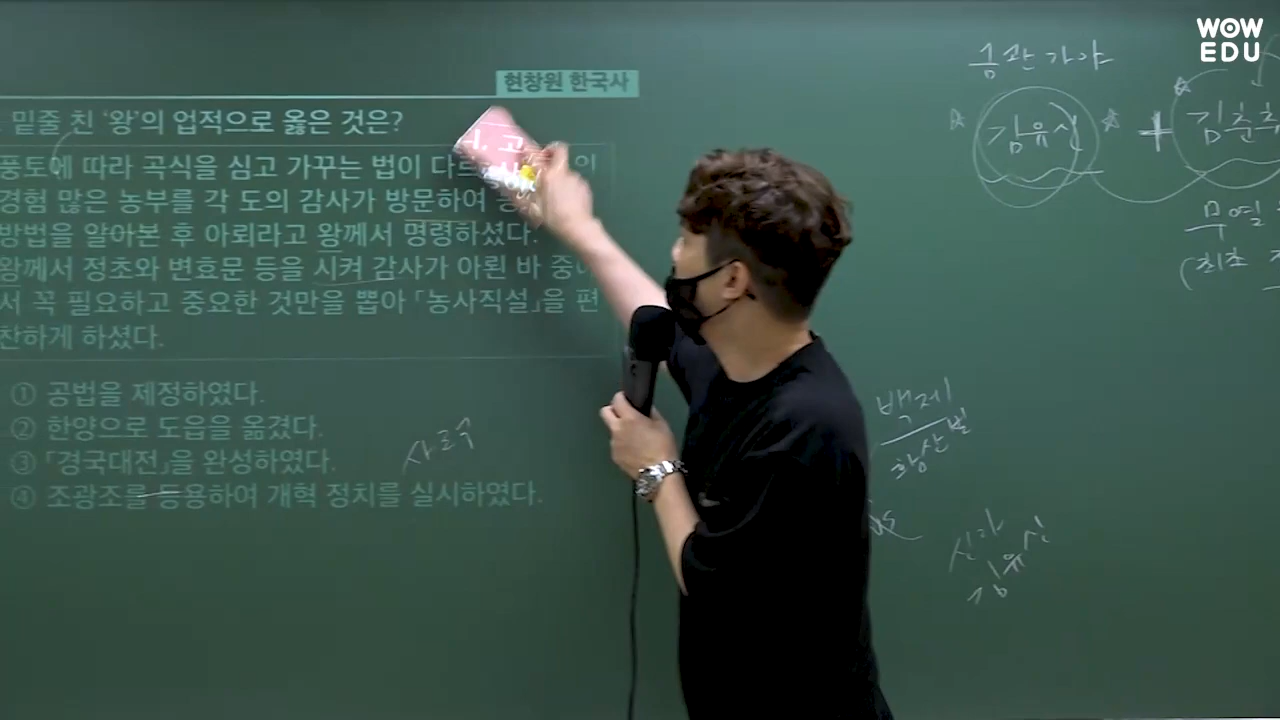 WOW
EDU
현창원 한국사
밑줄 친 '왕'의 업적으로 옳은 것은?
풍토에 따라 곡식을 심고 가꾸는 법이
경험 많은 농부를 각 도의 감사가 방문하여
방법을 알아본 후 아뢰라고 왕께서 명령하셨다.
왕께서 정초와 변효문 등을 시켜 감사가 아뢴 바 중에
서 꼭 필요하고 중요한 것만을 뽑아 「농사직설」을 편
찬하게 하셨다.
① 공법을 제정하였다.
② 한양으로 도읍을 옮겼다.
③ 「경국대전」을 완성하였다.
④ 조광조를 등용하여 개혁 정치를 실시하였다.
금관가야
김유신 + 김춘추
무열
(최초
백제
황산벌
신라
김유신